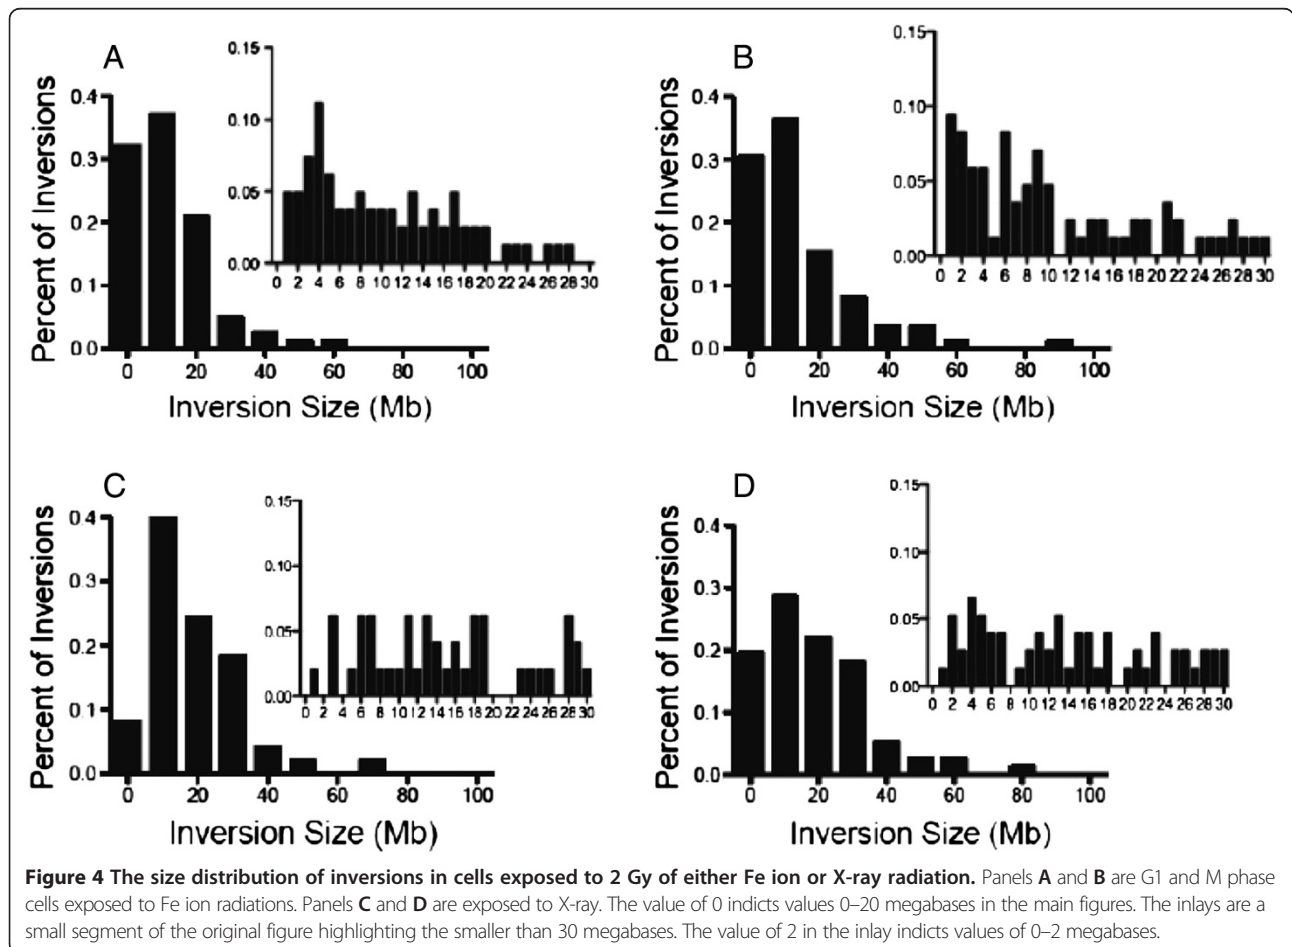 A
0.15
0.10
0.05
0.00
0 2 4 6 8 10 12 14 16 18 20 22 24 26 28 30
Percent of Inversions
0.4
0.3
0.2
0.1
0.0
0 20 40 60 80 100
Inversion Size (Mb)
B
0.15
0.10
0.05
0.00
0 2 4 6 8 10 12 14 16 18 20 22 24 26 28 30
Percent of Inversions
0.4
0.3
0.2
0.1
0.0
0 20 40 60 80 100
Inversion Size (Mb)
C
0.15
0.10
0.05
0.00
0 2 4 6 8 10 12 14 16 18 20 22 24 26 28 30
Percent of Inversions
0.4
0.3
0.2
0.1
0.0
0 20 40 60 80 100
Inversion Size (Mb)
D
0.15
0.10
0.05
0.00
0 2 4 6 8 10 12 14 16 18 20 22 24 26 28 30
Percent of Inversions
0.4
0.3
0.2
0.1
0.0
0 20 40 60 80 100
Inversion Size (Mb)
Figure 4 The size distribution of inversions in cells exposed to 2 Gy of either Fe ion or X-ray radiation. Panels A and B are G1 and M phase
cells exposed to Fe ion radiations. Panels C and D are exposed to X-ray. The value of 0 indicts values 0–20 megabases in the main figures. The inlays are a
small segment of the original figure highlighting the smaller than 30 megabases. The value of 2 in the inlay indicts values of 0–2 megabases.